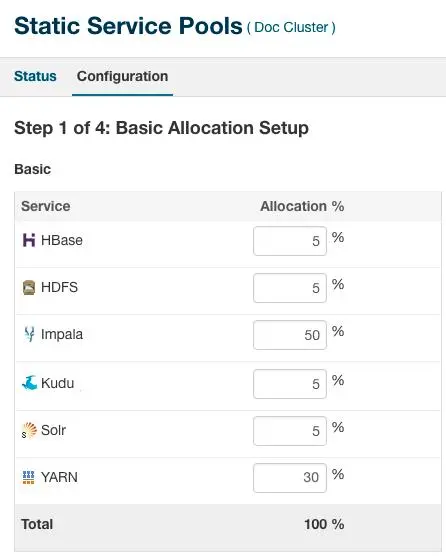 Static Service Pools ( Doc Cluster )
Status Configuration
Step 1 of 4: Basic Allocation Setup
Basic
Service Allocation %
HBase 5 %
HDFS 5 %
Impala 50 %
Kudu 5 %
Solr 5 %
YARN 30 %
Total 100 %